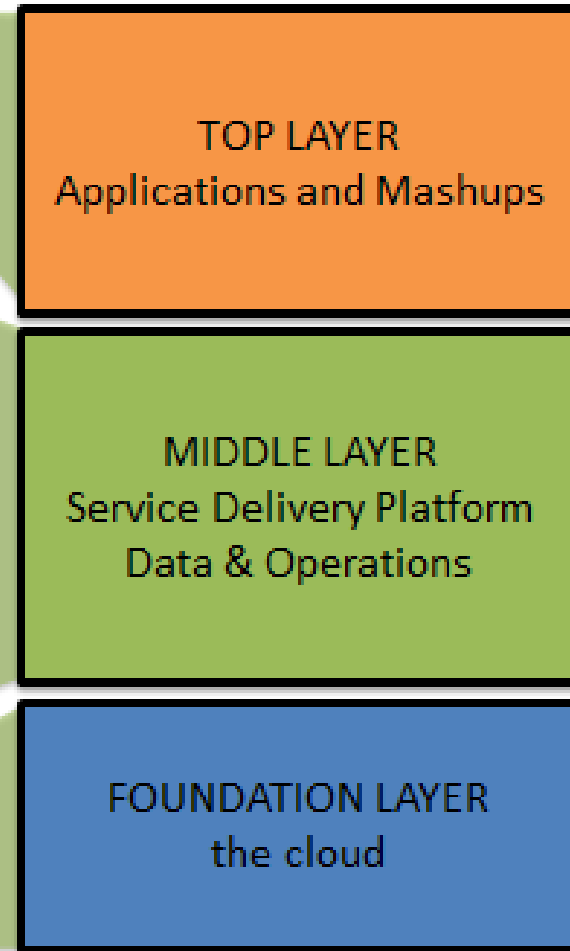 TOP LAYER
Applications and Mashups
MIDDLE LAYER
Service Delivery Platform
Data & Operations
FOUNDATION LAYER
the cloud